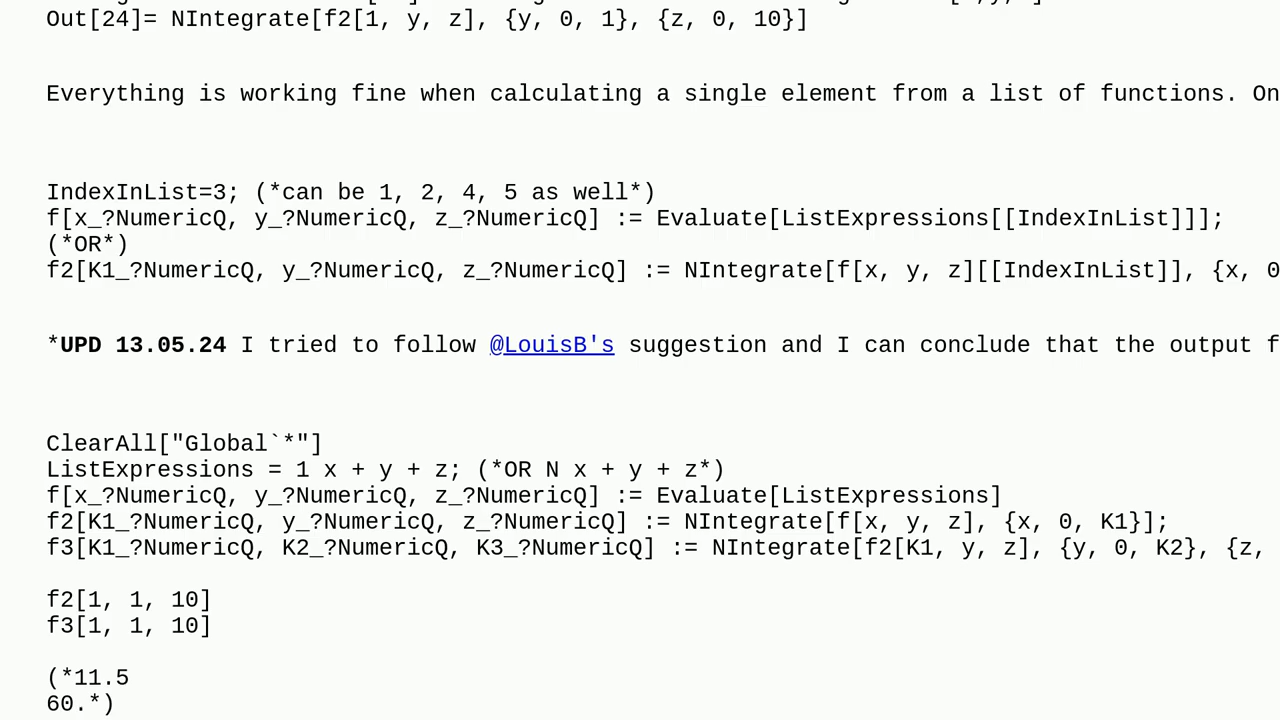 Out[24]= NIntegrate[f2[1, y, z], {y, 0, 1}, {z, 0, 10}]
Everything is working fine when calculating a single element from a list of functions. On
IndexInList=3; (*can be 1, 2, 4, 5 as well*)
f[x_?NumericQ, y_?NumericQ, z_?NumericQ] := Evaluate[ListExpressions[[IndexInList]]];
(*OR*)
f2[K1_?NumericQ, y_?NumericQ, z_?NumericQ] := NIntegrate[f[x, y, z][[IndexInList]], {x, 0
*UPD 13.05.24 I tried to follow @LouisB's suggestion and I can conclude that the output f
ClearAll["Global`*"]
ListExpressions = 1 x + y + z; (*OR N x + y + z*)
f[x_?NumericQ, y_?NumericQ, z_?NumericQ] := Evaluate[ListExpressions]
f2[K1_?NumericQ, y_?NumericQ, z_?NumericQ] := NIntegrate[f[x, y, z], {x, 0, K1}];
f3[K1_?NumericQ, K2_?NumericQ, K3_?NumericQ] := NIntegrate[f2[K1, y, z], {y, 0, K2}, {z,
f2[1, 1, 10]
f3[1, 1, 10]
(*11.5
60.*)